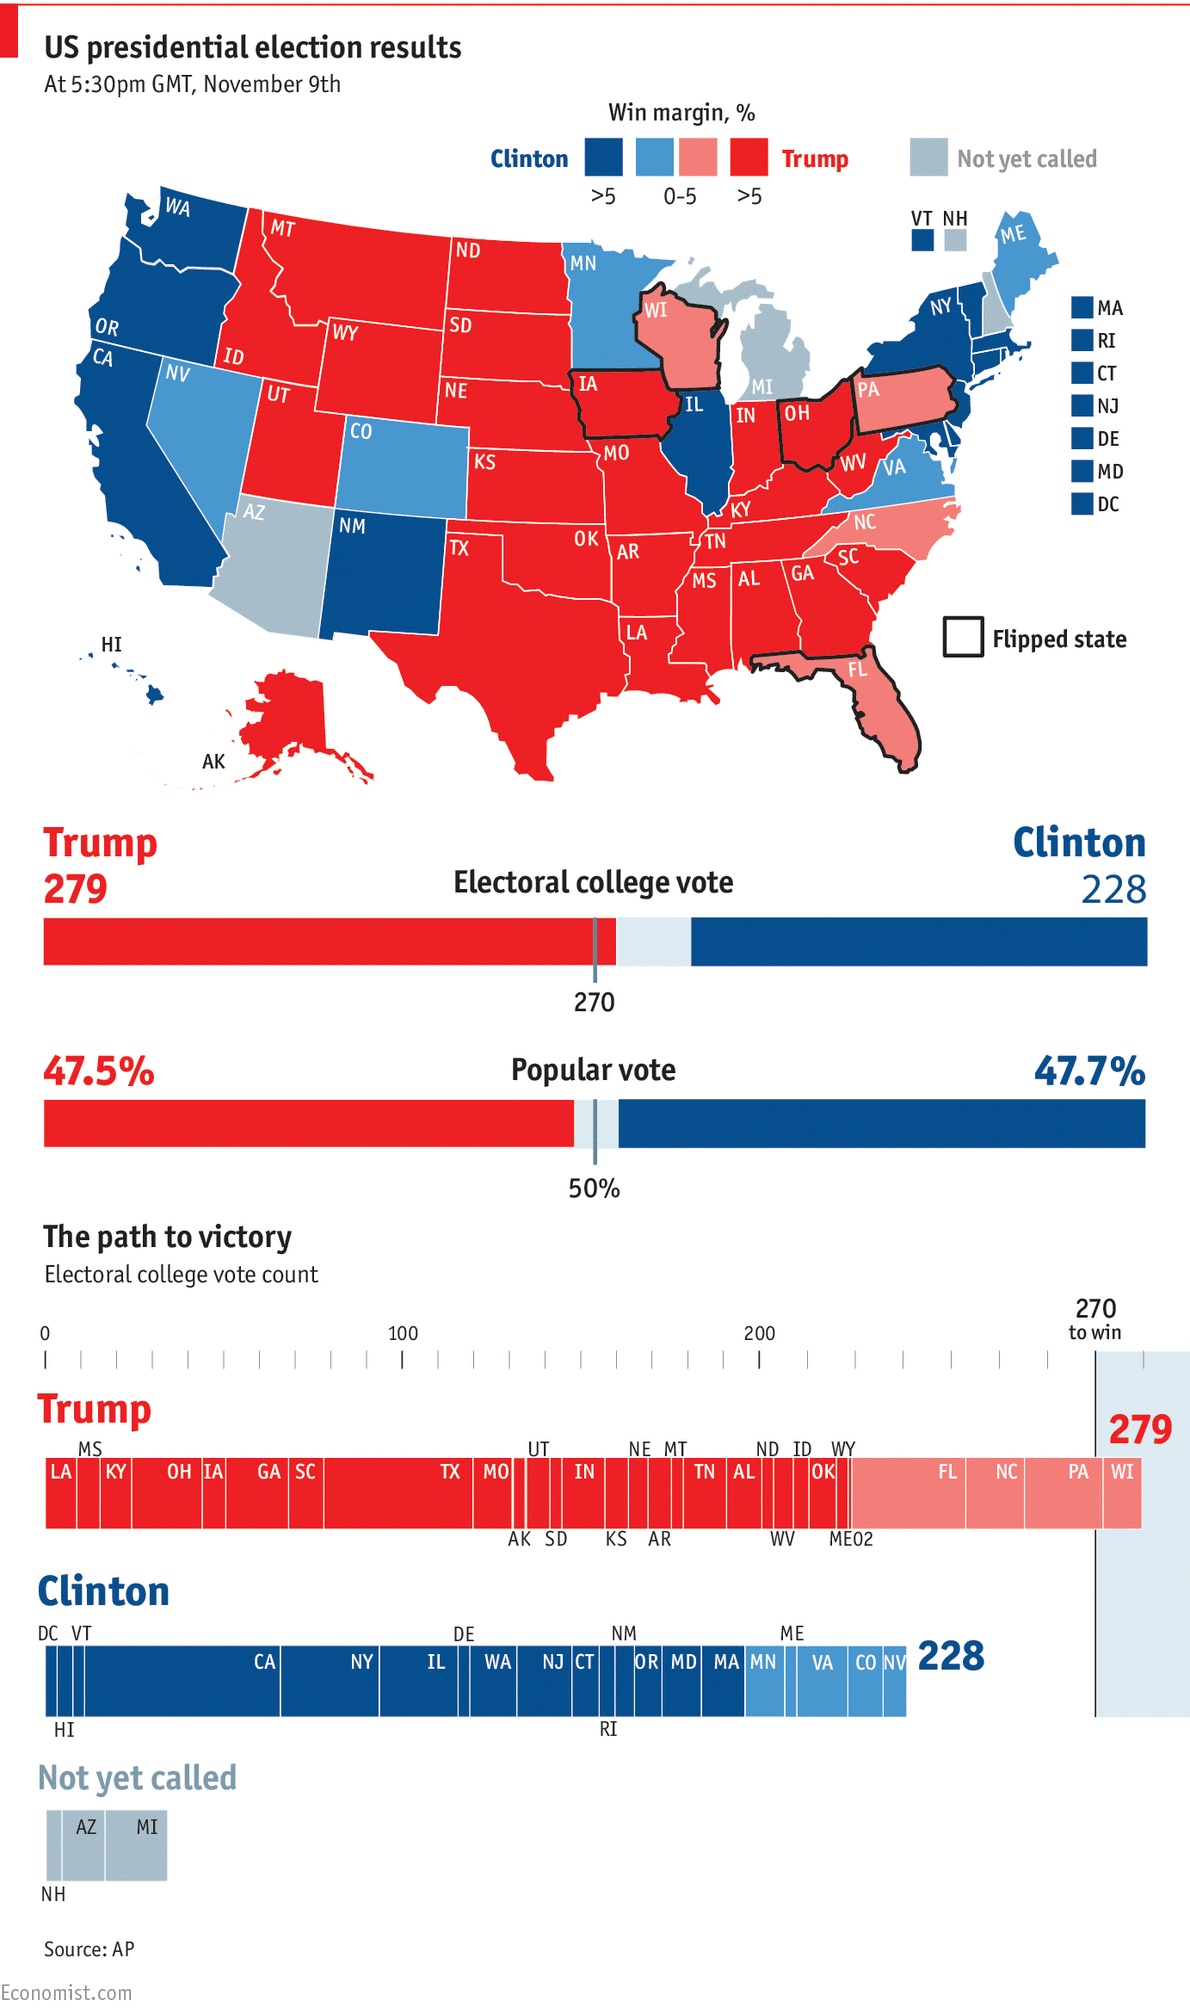 US presidential election results
At 5:30pm GMT, November 9th
Win margin, %
Clinton
Trump
Not yet called
>5
0–5
>5
VT NH
WA
MT
ND
MN
ME
OR
ID
WY
SD
WI
NY
MA
RI
CT
NJ
DE
MD
DC
CA
NV
UT
CO
NE
IA
IL
MI
IN
OH
PA
KS
MO
WV
VA
KY
AZ
NM
TX
OK
AR
TN
NC
SC
MS
AL
GA
LA
FL
HI
AK
Flipped state
Trump
Clinton
279
Electoral college vote
228
270
47.5%
Popular vote
47.7%
50%
The path to victory
Electoral college vote count
0
100
200
270
to win
Trump
279
MS
UT
NE MT
ND ID WY
LA KY OH IA GA SC TX MO IN TN AL OK FL NC PA WI
AK SD KS AR WV ME02
Clinton
DC VT
DE
NM
ME
CA NY IL WA NJ CT OR MD MA MN VA CO NV
228
HI
RI
Not yet called
AZ MI
NH
Source: AP
Economist.com